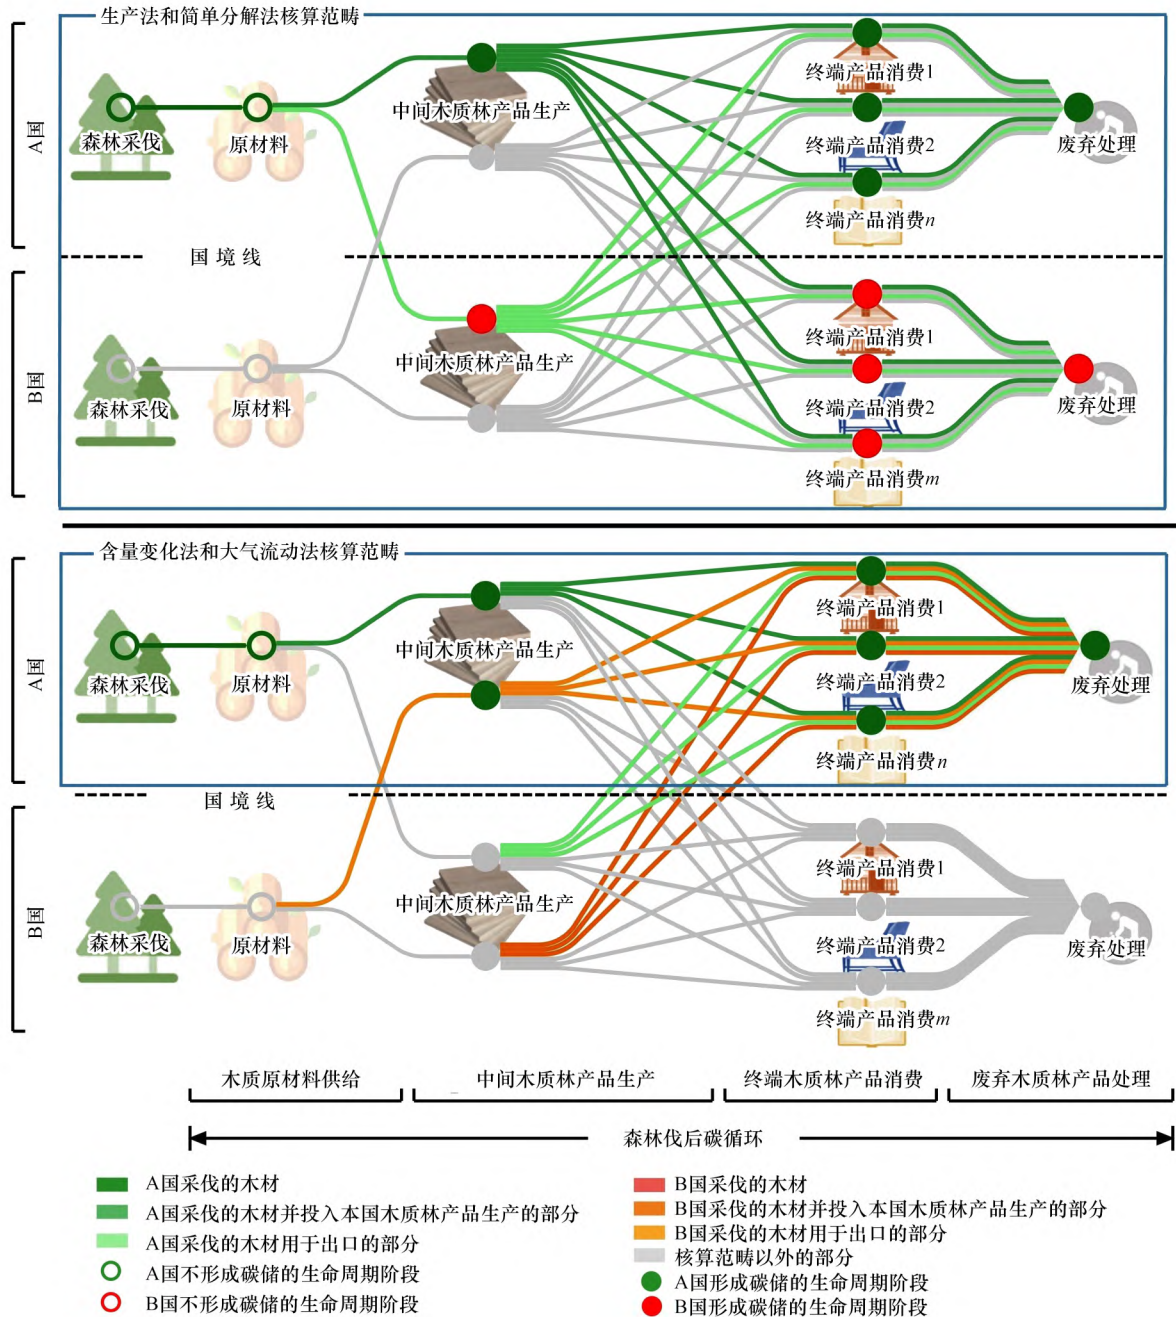 生产法和简单分解法核算范畴
A国
森林采伐
原材料
中间木质林产品生产
终端产品消费1
终端产品消费2
终端产品消费n
废弃处理
国境线
B国
森林采伐
原材料
中间木质林产品生产
终端产品消费1
终端产品消费2
终端产品消费m
废弃处理
含量变化法和大气流动法核算范畴
A国
森林采伐
原材料
中间木质林产品生产
终端产品消费1
终端产品消费2
终端产品消费n
废弃处理
国境线
B国
森林采伐
原材料
中间木质林产品生产
终端产品消费1
终端产品消费2
终端产品消费m
废弃处理
木质原材料供给
中间木质林产品生产
终端木质林产品消费
废弃木质林产品处理
森林伐后碳循环
A国采伐的木材
A国采伐的木材并投入本国木质林产品生产的部分
A国采伐的木材用于出口的部分
A国不形成碳储的生命周期阶段
B国不形成碳储的生命周期阶段
B国采伐的木材
B国采伐的木材并投入本国木质林产品生产的部分
B国采伐的木材用于出口的部分
核算范畴以外的部分
A国形成碳储的生命周期阶段
B国形成碳储的生命周期阶段